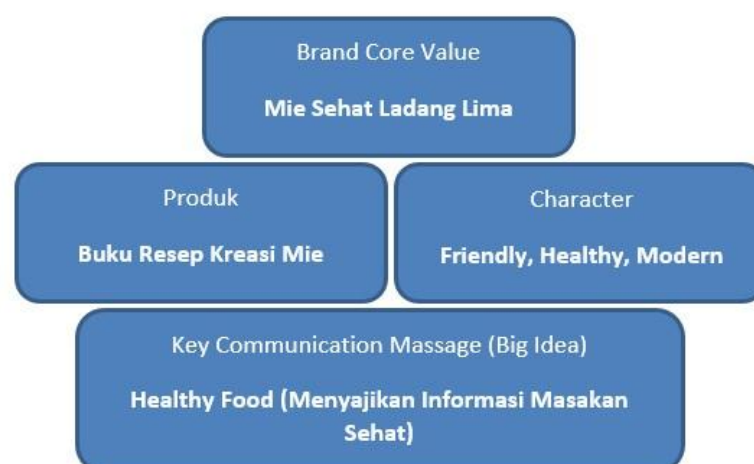 Brand Core Value
Mie Sehat Ladang Lima
Produk
Buku Resep Kreasi Mie
Character
Friendly, Healthy, Modern
Key Communication Massage (Big Idea)
Healthy Food (Menyajikan Informasi Masakan
Sehat)